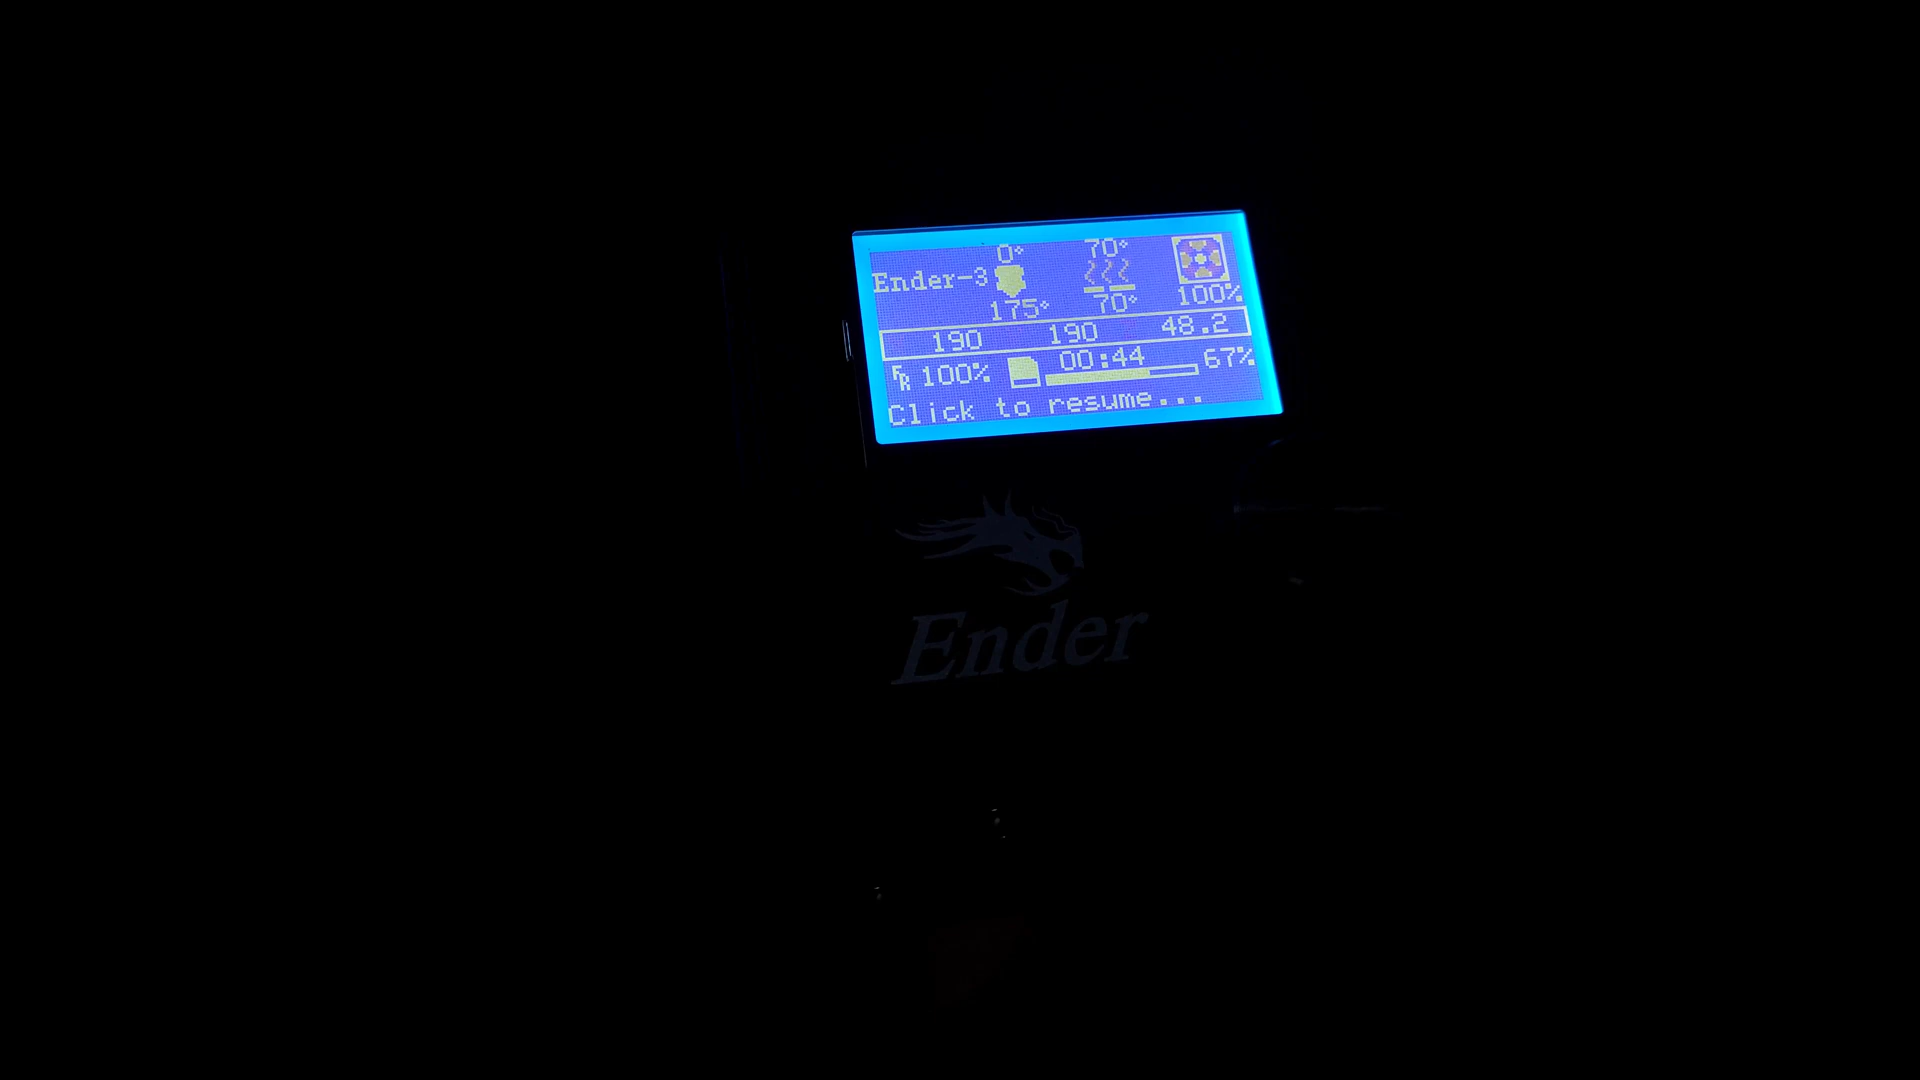 0° 70°
Ender-3
175° 70° 100%
190 190 48.2
FR 100% 00:44 67%
Click to resume...
Ender